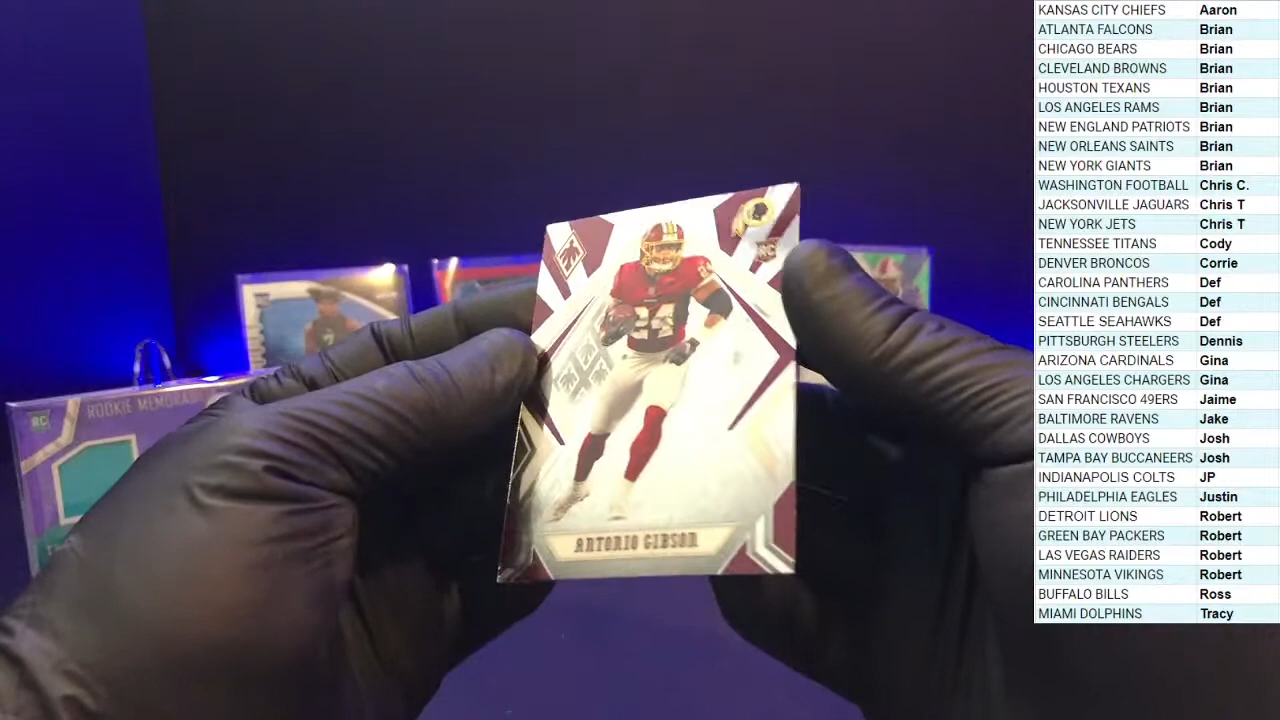 KANSAS CITY CHIEFS Aaron
ATLANTA FALCONS Brian
CHICAGO BEARS Brian
CLEVELAND BROWNS Brian
HOUSTON TEXANS Brian
LOS ANGELES RAMS Brian
NEW ENGLAND PATRIOTS Brian
NEW ORLEANS SAINTS Brian
NEW YORK GIANTS Brian
WASHINGTON FOOTBALL Chris C.
JACKSONVILLE JAGUARS Chris T
NEW YORK JETS Chris T
TENNESSEE TITANS Cody
DENVER BRONCOS Corrie
CAROLINA PANTHERS Def
CINCINNATI BENGALS Def
SEATTLE SEAHAWKS Def
PITTSBURGH STEELERS Dennis
ARIZONA CARDINALS Gina
LOS ANGELES CHARGERS Gina
SAN FRANCISCO 49ERS Jaime
BALTIMORE RAVENS Jake
DALLAS COWBOYS Josh
TAMPA BAY BUCCANEERS Josh
INDIANAPOLIS COLTS JP
PHILADELPHIA EAGLES Justin
DETROIT LIONS Robert
GREEN BAY PACKERS Robert
LAS VEGAS RAIDERS Robert
MINNESOTA VIKINGS Robert
BUFFALO BILLS Ross
MIAMI DOLPHINS Tracy
RC
24
ANTONIO GIBSON
RC
ROOKIE